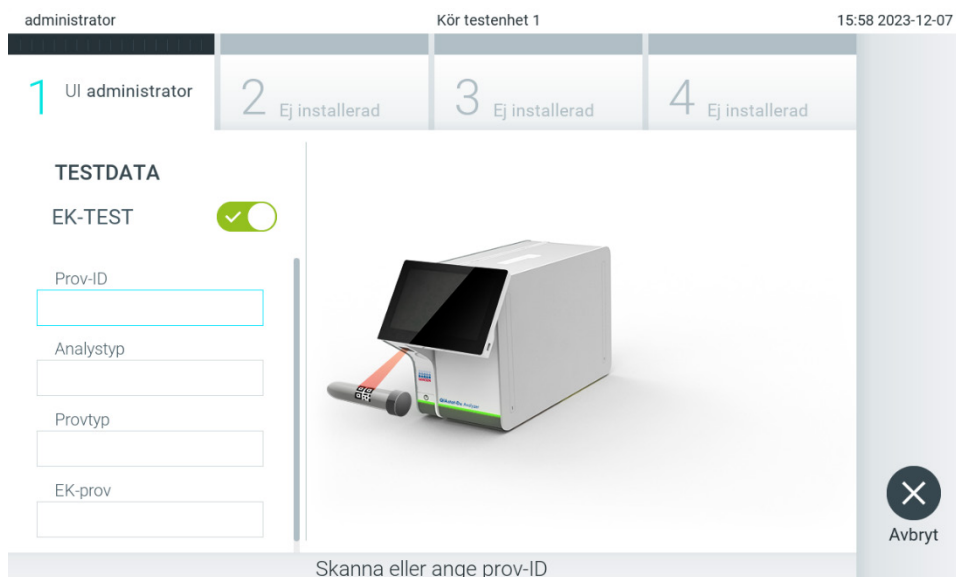 administrator Kör testenhet 1 15:58 2023-12-07
1 UI administrator 2 Ej installerad 3 Ej installerad 4 Ej installerad
TESTDATA
EK-TEST
Prov-ID
Analystyp
Provtyp
EK-prov
Avbryt
Skanna eller ange prov-ID